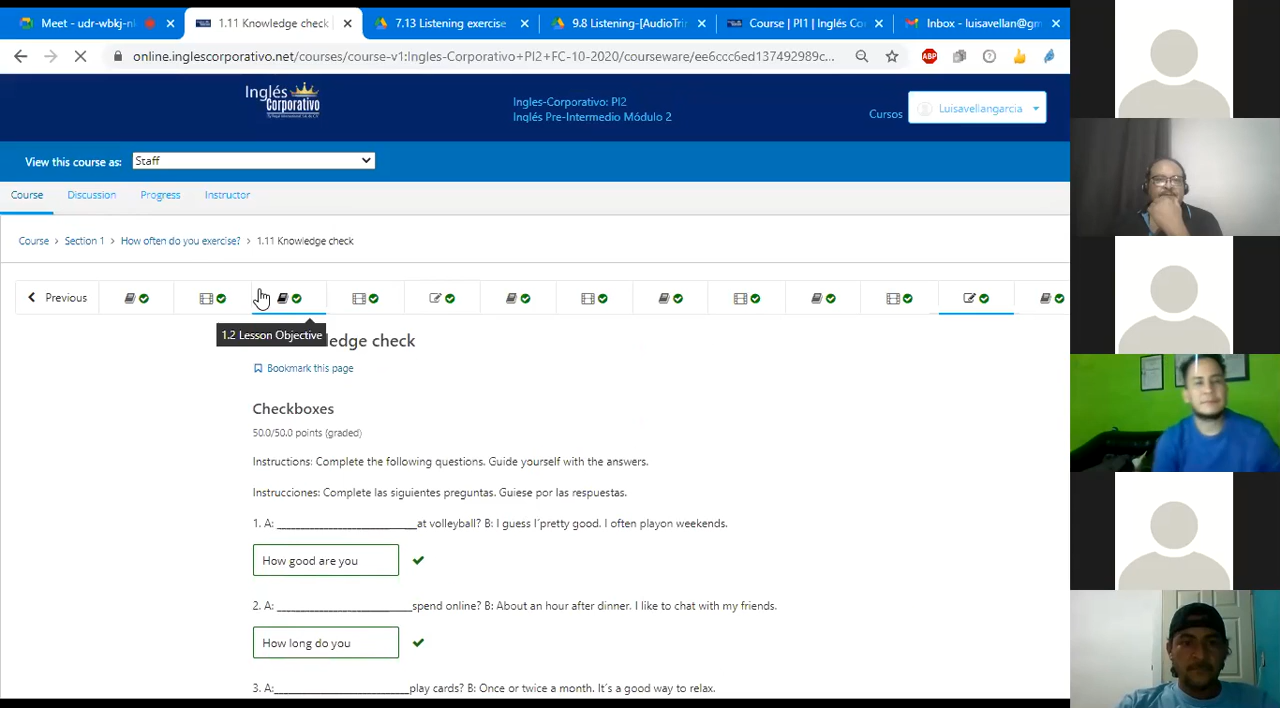 Meet - udr-wbkj-nl
1.11 Knowledge check
7.13 Listening exercise
9.8 Listening-[AudioTri
Course | PI1 | Inglés Co
Inbox - luisavellan@gm
online.inglescorporativo.net/courses/course-v1:Ingles-Corporativo+PI2+FC-10-2020/courseware/ee6ccc6ed137492989c...
ABP
Inglés
Corporativo
Ingles-Corporativo: PI2
Inglés Pre-Intermedio Módulo 2
Cursos
Luisavellangarcia
View this course as:
Staff
Course
Discussion
Progress
Instructor
Course > Section 1 > How often do you exercise? > 1.11 Knowledge check
Previous
1.2 Lesson Objective
ledge check
Bookmark this page
Checkboxes
50.0/50.0 points (graded)
Instructions: Complete the following questions. Guide yourself with the answers.
Instrucciones: Complete las siguientes preguntas. Guiese por las respuestas.
1. A: ____________________________at volleyball? B: I guess I´pretty good. I often playon weekends.
How good are you
2. A: ___________________________spend online? B: About an hour after dinner. I like to chat with my friends.
How long do you
3. A:___________________________play cards? B: Once or twice a month. It´s a good way to relax.